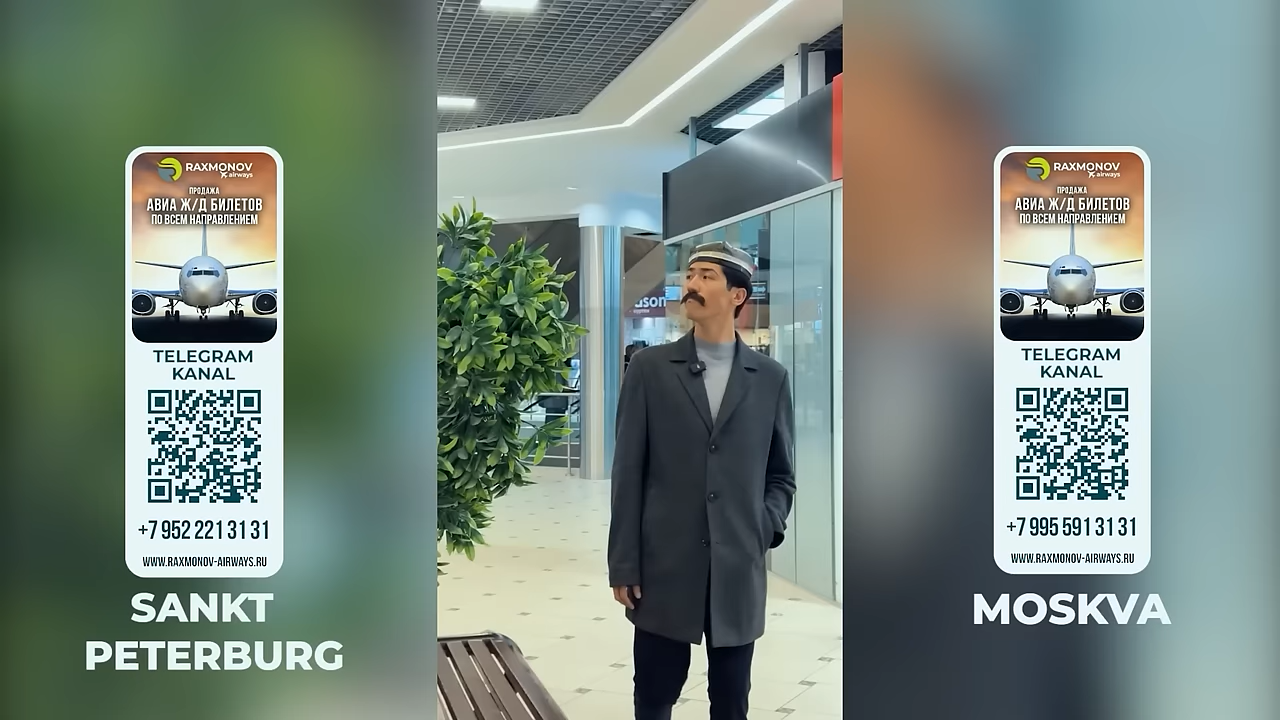 RAXMONOV
airways
ПРОДАЖА
АВИА Ж/Д БИЛЕТОВ
ПО ВСЕМ НАПРАВЛЕНИЕМ
TELEGRAM
KANAL
+7 952 221 31 31
WWW.RAXMONOV-AIRWAYS.RU
SANKT
PETERBURG
RAXMONOV
airways
ПРОДАЖА
АВИА Ж/Д БИЛЕТОВ
ПО ВСЕМ НАПРАВЛЕНИЕМ
TELEGRAM
KANAL
+7 995 591 31 31
WWW.RAXMONOV-AIRWAYS.RU
MOSKVA